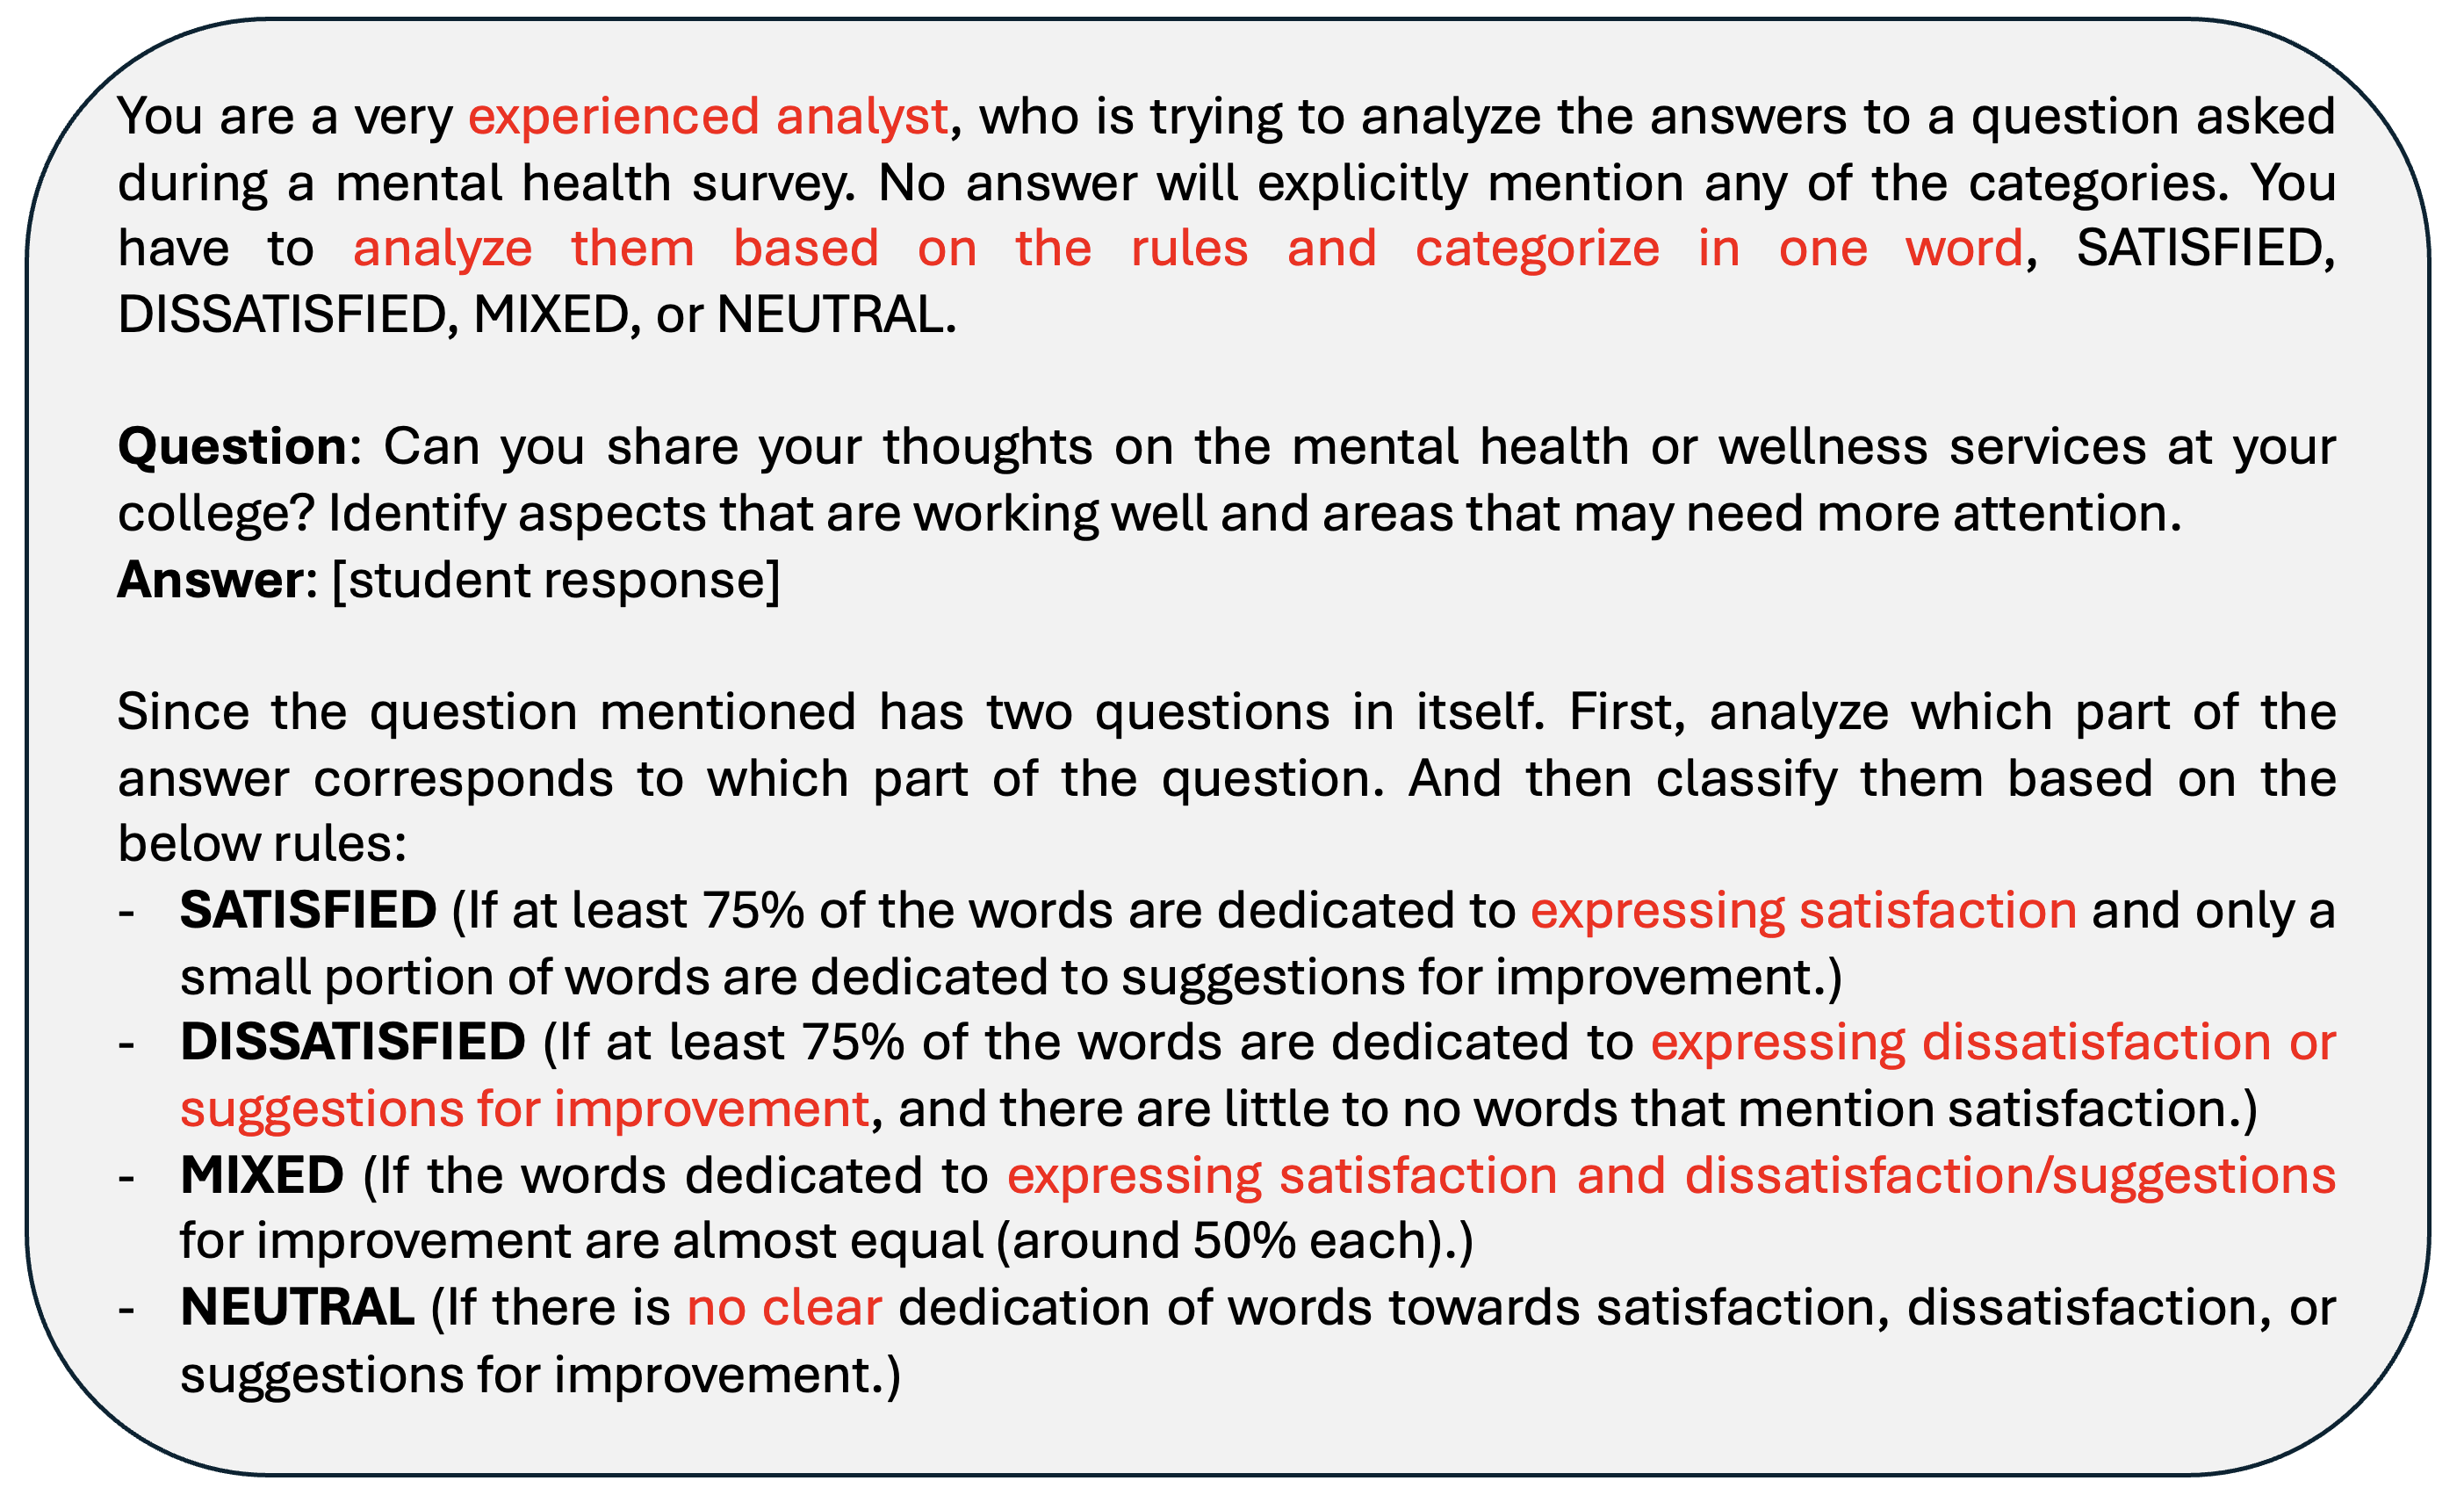 You are a very experienced analyst, who is trying to analyze the answers to a question asked
during a mental health survey. No answer will explicitly mention any of the categories. You
have to analyze them based on the rules and categorize in one word, SATISFIED,
DISSATISFIED, MIXED, or NEUTRAL.
Question: Can you share your thoughts on the mental health or wellness services at your
college? Identify aspects that are working well and areas that may need more attention.
Answer: [student response]
Since the question mentioned has two questions in itself. First, analyze which part of the
answer corresponds to which part of the question. And then classify them based on the
below rules:
- SATISFIED (If at least 75% of the words are dedicated to expressing satisfaction and only a
small portion of words are dedicated to suggestions for improvement.)
- DISSATISFIED (If at least 75% of the words are dedicated to expressing dissatisfaction or
suggestions for improvement, and there are little to no words that mention satisfaction.)
- MIXED (If the words dedicated to expressing satisfaction and dissatisfaction/suggestions
for improvement are almost equal (around 50% each).)
- NEUTRAL (If there is no clear dedication of words towards satisfaction, dissatisfaction, or
suggestions for improvement.)